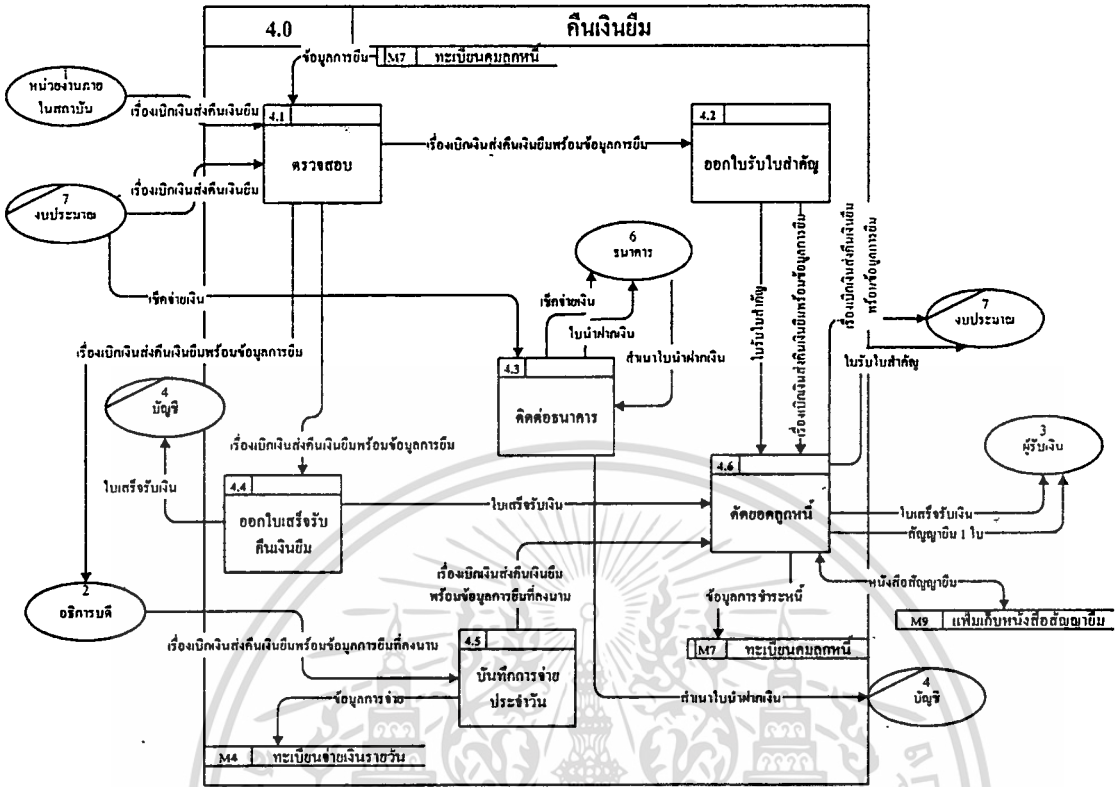 4.0
คืนเงินยืม
ข้อมูลการยืม
M7 ทะเบียนคุมลูกหนี้
1
หน่วยงานภาย
ในสถาบัน
เรื่องเบิกเงินส่งคืนเงินยืม
4.1
ตรวจสอบ
4.2
ออกใบรับใบสำคัญ
เรื่องเบิกเงินส่งคืนเงินยืมพร้อมข้อมูลการยืม
7
งบประมาณ
เรื่องเบิกเงินส่งคืนเงินยืม
6
ธนาคาร
เช็คจ่ายเงิน
เช็คจ่ายเงิน
ใบนำฝากเงิน
สำเนาใบนำฝากเงิน
ใบรับใบสำคัญ
เรื่องเบิกเงินส่งคืนเงินยืมพร้อมข้อมูลการยืม
เรื่องเบิกเงินส่งคืนเงินยืม
พร้อมข้อมูลการยืม
7
งบประมาณ
ใบรับใบสำคัญ
เรื่องเบิกเงินส่งคืนเงินยืมพร้อมข้อมูลการยืม
4.3
ติดต่อธนาคาร
4
บัญชี
เรื่องเบิกเงินส่งคืนเงินยืมพร้อมข้อมูลการยืม
3
ผู้รับเงิน
ใบเสร็จรับเงิน
4.4
ออกใบเสร็จรับ
คืนเงินยืม
ใบเสร็จรับเงิน
4.6
ตัดยอดลูกหนี้
ใบเสร็จรับเงิน
สัญญายืม 1 ใบ
เรื่องเบิกเงินส่งคืนเงินยืม
พร้อมข้อมูลการยืมที่ลงนาม
ข้อมูลการชำระหนี้
หนังสือสัญญายืม
M9 แฟ้มเก็บหนังสือสัญญายืม
2
อธิการบดี
เรื่องเบิกเงินส่งคืนเงินยืมพร้อมข้อมูลการยืมที่ลงนาม
4.5
บันทึกการจ่าย
ประจำวัน
M7 ทะเบียนคุมลูกหนี้
ข้อมูลการจ่าย
สำเนาใบนำฝากเงิน
4
บัญชี
M4 ทะเบียนจ่ายเงินรายวัน